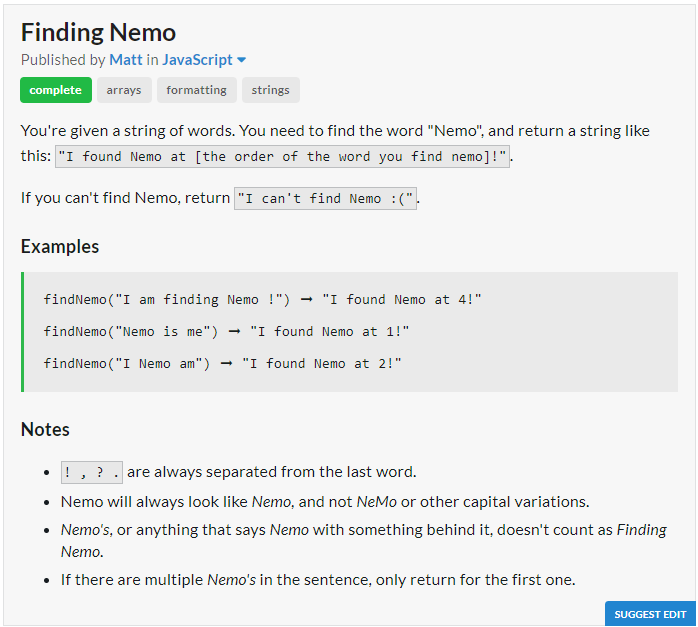 Finding Nemo
Published by Matt in JavaScript
complete arrays formatting strings
You're given a string of words. You need to find the word "Nemo", and return a string like
this: "I found Nemo at [the order of the word you find nemo]!".
If you can't find Nemo, return "I can't find Nemo :(".
Examples
findNemo("I am finding Nemo !") ➞ "I found Nemo at 4!"
findNemo("Nemo is me") ➞ "I found Nemo at 1!"
findNemo("I Nemo am") ➞ "I found Nemo at 2!"
Notes
• ! , ? . are always separated from the last word.
• Nemo will always look like Nemo, and not NeMo or other capital variations.
• Nemo's, or anything that says Nemo with something behind it, doesn't count as Finding
Nemo.
• If there are multiple Nemo's in the sentence, only return for the first one.
SUGGEST EDIT